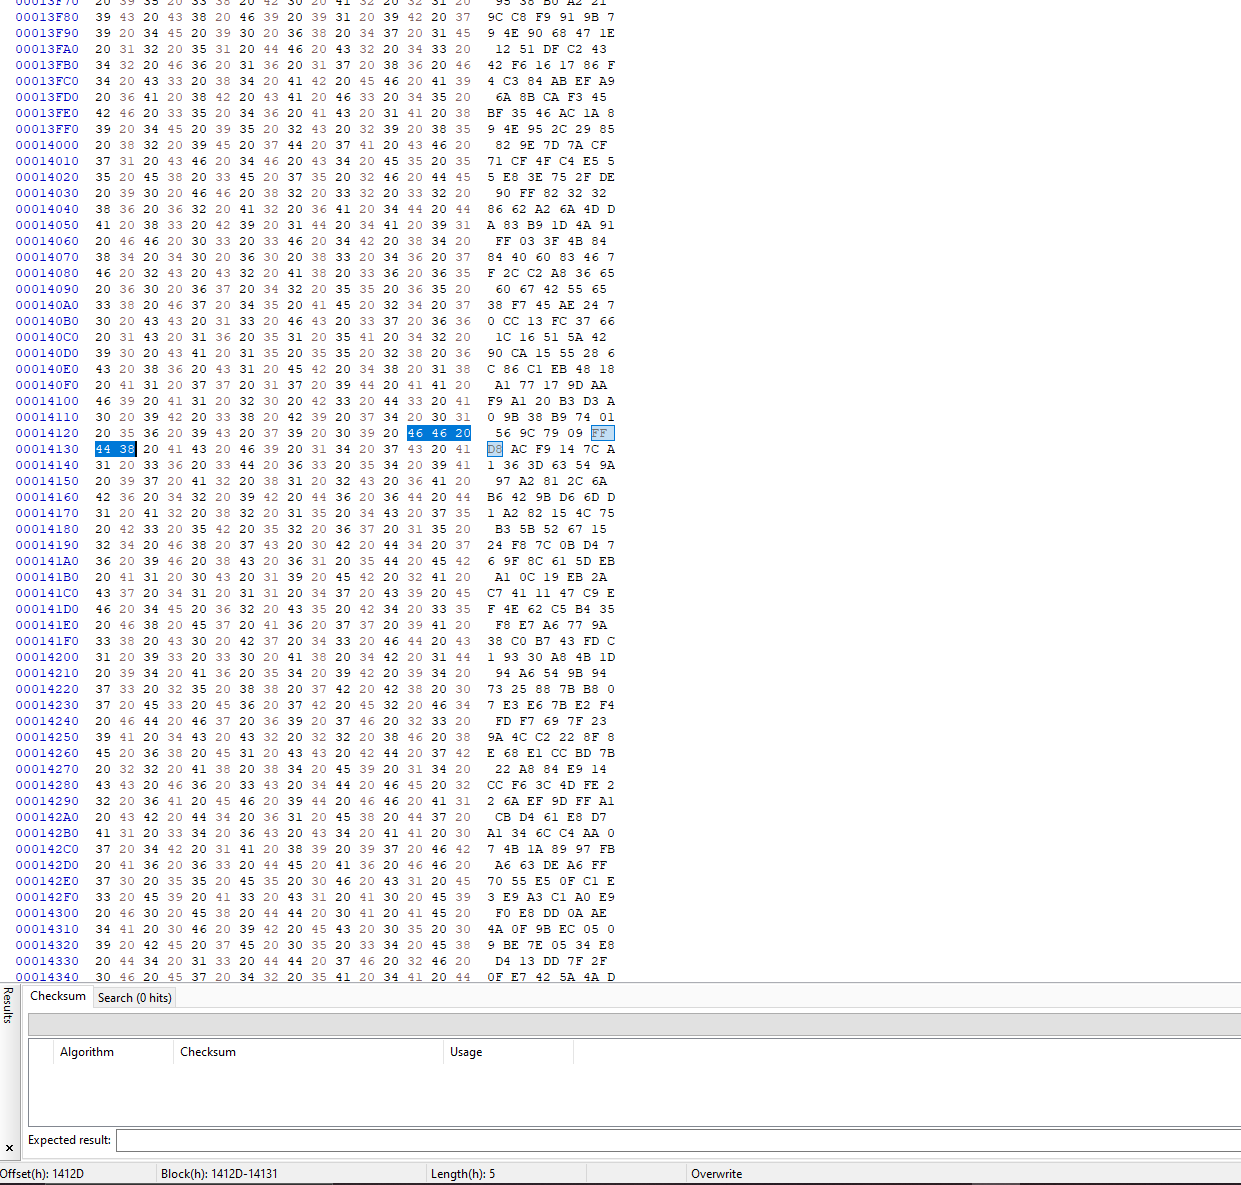 00013F70 20 39 35 20 33 38 20 42 30 20 41 32 20 32 31 20 95 38 B0 A2 21
00013F80 39 43 20 43 38 20 46 39 20 39 31 20 39 42 20 37 9C C8 F9 91 9B 7
00013F90 39 20 34 45 20 39 30 20 36 38 20 34 37 20 31 45 9 4E 90 68 47 1E
00013FA0 20 31 32 20 35 31 20 44 46 20 43 32 20 34 33 20 12 51 DF C2 43
00013FB0 34 32 20 46 36 20 31 36 20 31 37 20 38 36 20 46 42 F6 16 17 86 F
00013FC0 34 20 43 33 20 38 34 20 41 42 20 45 46 20 41 39 4 C3 84 AB EF A9
00013FD0 20 36 41 20 38 42 20 43 41 20 46 33 20 34 35 20 6A 8B CA F3 45
00013FE0 42 46 20 33 35 20 34 36 20 41 43 20 31 41 20 38 BF 35 46 AC 1A 8
00013FF0 39 20 34 45 20 39 35 20 32 43 20 32 39 20 38 35 9 4E 95 2C 29 85
00014000 20 38 32 20 39 45 20 37 44 20 37 41 20 43 46 20 82 9E 7D 7A CF
00014010 37 31 20 43 46 20 34 46 20 43 34 20 45 35 20 35 71 CF 4F C4 E5 5
00014020 35 20 45 38 20 33 45 20 37 35 20 32 46 20 44 45 5 E8 3E 75 2F DE
00014030 20 39 30 20 46 46 20 38 32 20 33 32 20 33 32 20 90 FF 82 32 32
00014040 38 36 20 36 32 20 41 32 20 36 41 20 34 44 20 44 86 62 A2 6A 4D D
00014050 41 20 38 33 20 42 39 20 31 44 20 34 41 20 39 31 A 83 B9 1D 4A 91
00014060 20 46 46 20 30 33 20 33 46 20 34 42 20 38 34 20 FF 03 3F 4B 84
00014070 38 34 20 34 30 20 36 30 20 38 33 20 34 36 20 37 84 40 60 83 46 7
00014080 46 20 32 43 20 43 32 20 41 38 20 33 36 20 36 35 F 2C C2 A8 36 65
00014090 20 36 30 20 36 37 20 34 32 20 35 35 20 36 35 20 60 67 42 55 65
000140A0 33 38 20 46 37 20 34 35 20 41 45 20 32 34 20 37 38 F7 45 AE 24 7
000140B0 30 20 43 43 20 31 33 20 46 43 20 33 37 20 36 36 0 CC 13 FC 37 66
000140C0 20 31 43 20 31 36 20 35 31 20 35 41 20 34 32 20 1C 16 51 5A 42
000140D0 39 30 20 43 41 20 31 35 20 35 35 20 32 38 20 36 90 CA 15 55 28 6
000140E0 43 20 38 36 20 43 31 20 45 42 20 34 38 20 31 38 C 86 C1 EB 48 18
000140F0 20 41 31 20 37 37 20 31 37 20 39 44 20 41 41 20 A1 77 17 9D AA
00014100 46 39 20 41 31 20 32 30 20 42 33 20 44 33 20 41 F9 A1 20 B3 D3 A
00014110 30 20 39 42 20 33 38 20 42 39 20 37 34 20 30 31 0 9B 38 B9 74 01
00014120 20 35 36 20 39 43 20 37 39 20 30 39 20 46 46 20 56 9C 79 09 FF
00014130 44 38 20 41 43 20 46 39 20 31 34 20 37 43 20 41 D8 AC F9 14 7C A
00014140 31 20 33 36 20 33 44 20 36 33 20 35 34 20 39 41 1 36 3D 63 54 9A
00014150 20 39 37 20 41 32 20 38 31 20 32 43 20 36 41 20 97 A2 81 2C 6A
00014160 42 36 20 34 32 20 39 42 20 44 36 20 36 44 20 44 B6 42 9B D6 6D D
00014170 31 20 41 32 20 38 32 20 31 35 20 34 43 20 37 35 1 A2 82 15 4C 75
00014180 20 42 33 20 35 42 20 35 32 20 36 37 20 31 35 20 B3 5B 52 67 15
00014190 32 34 20 46 38 20 37 43 20 30 42 20 44 34 20 37 24 F8 7C 0B D4 7
000141A0 36 20 39 46 20 38 43 20 36 31 20 35 44 20 45 42 6 9F 8C 61 5D EB
000141B0 20 41 31 20 30 43 20 31 39 20 45 42 20 32 41 20 A1 0C 19 EB 2A
000141C0 43 37 20 34 31 20 31 31 20 34 37 20 43 39 20 45 C7 41 11 47 C9 E
000141D0 46 20 34 45 20 36 32 20 43 35 20 42 34 20 33 35 F 4E 62 C5 B4 35
000141E0 20 46 38 20 45 37 20 41 36 20 37 37 20 39 41 20 F8 E7 A6 77 9A
000141F0 33 38 20 43 30 20 42 37 20 34 33 20 46 44 20 43 38 C0 B7 43 FD C
00014200 31 20 39 33 20 33 30 20 41 38 20 34 42 20 31 44 1 93 30 A8 4B 1D
00014210 20 39 34 20 41 36 20 35 34 20 39 42 20 39 34 20 94 A6 54 9B 94
00014220 37 33 20 32 35 20 38 38 20 37 42 20 42 38 20 30 73 25 88 7B B8 0
00014230 37 20 45 33 20 45 36 20 37 42 20 45 32 20 46 34 7 E3 E6 7B E2 F4
00014240 20 46 44 20 46 37 20 36 39 20 37 46 20 32 33 20 FD F7 69 7F 23
00014250 39 41 20 34 43 20 43 32 20 32 32 20 38 46 20 38 9A 4C C2 22 8F 8
00014260 45 20 36 38 20 45 31 20 43 43 20 42 44 20 37 42 E 68 E1 CC BD 7B
00014270 20 32 32 20 41 38 20 38 34 20 45 39 20 31 34 20 22 A8 84 E9 14
00014280 43 43 20 46 36 20 33 43 20 34 44 20 46 45 20 32 CC F6 3C 4D FE 2
00014290 32 20 36 41 20 45 46 20 39 44 20 46 46 20 41 31 2 6A EF 9D FF A1
000142A0 20 43 42 20 44 34 20 36 31 20 45 38 20 44 37 20 CB D4 61 E8 D7
000142B0 41 31 20 33 34 20 36 43 20 43 34 20 41 41 20 30 A1 34 6C C4 AA 0
000142C0 37 20 34 42 20 31 41 20 38 39 20 39 37 20 46 42 7 4B 1A 89 97 FB
000142D0 20 41 36 20 36 33 20 44 45 20 41 36 20 46 46 20 A6 63 DE A6 FF
000142E0 37 30 20 35 35 20 45 35 20 30 46 20 43 31 20 45 70 55 E5 0F C1 E
000142F0 33 20 45 39 20 41 33 20 43 31 20 41 30 20 45 39 3 E9 A3 C1 A0 E9
00014300 20 46 30 20 45 38 20 44 44 20 30 41 20 41 45 20 F0 E8 DD 0A AE
00014310 34 41 20 30 46 20 39 42 20 45 43 20 30 35 20 30 4A 0F 9B EC 05 0
00014320 39 20 42 45 20 37 45 20 30 35 20 33 34 20 45 38 9 BE 7E 05 34 E8
00014330 20 44 34 20 31 33 20 44 44 20 37 46 20 32 46 20 D4 13 DD 7F 2F
00014340 30 46 20 45 37 20 34 32 20 35 41 20 34 41 20 44 0F E7 42 5A 4A D
Results
Checksum Search (0 hits)
Algorithm Checksum Usage
Expected result:
Offset(h): 1412D Block(h): 1412D-14131 Length(h): 5 Overwrite